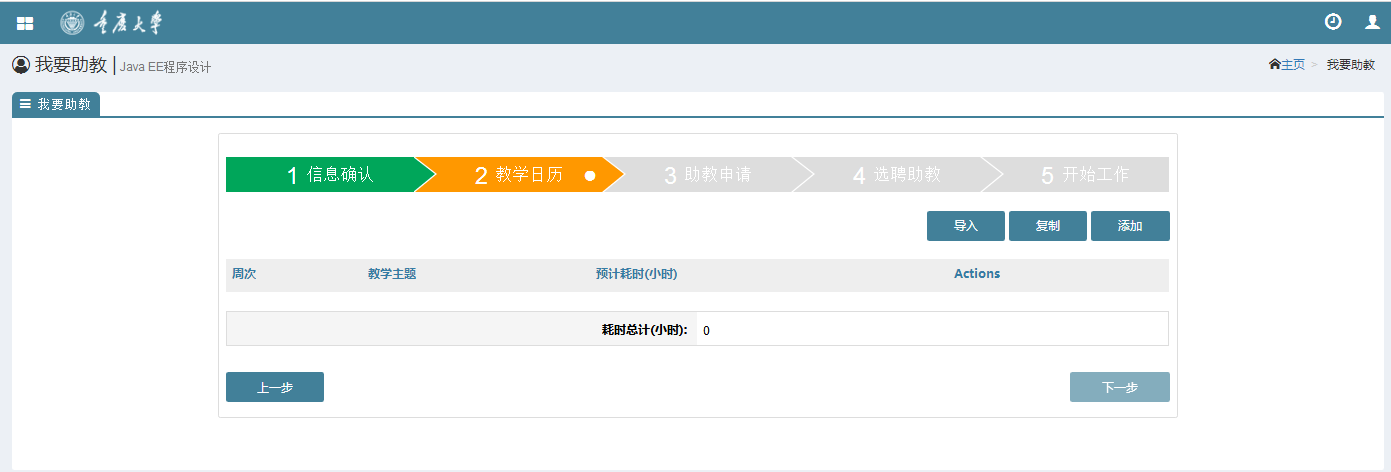 重庆大学
我要助教 | Java EE程序设计
主页 > 我要助教
我要助教
1 信息确认 2 教学日历 3 助教申请 4 选聘助教 5 开始工作
导入 复制 添加
周次 教学主题 预计耗时(小时) Actions
耗时总计(小时): 0
上一步 下一步